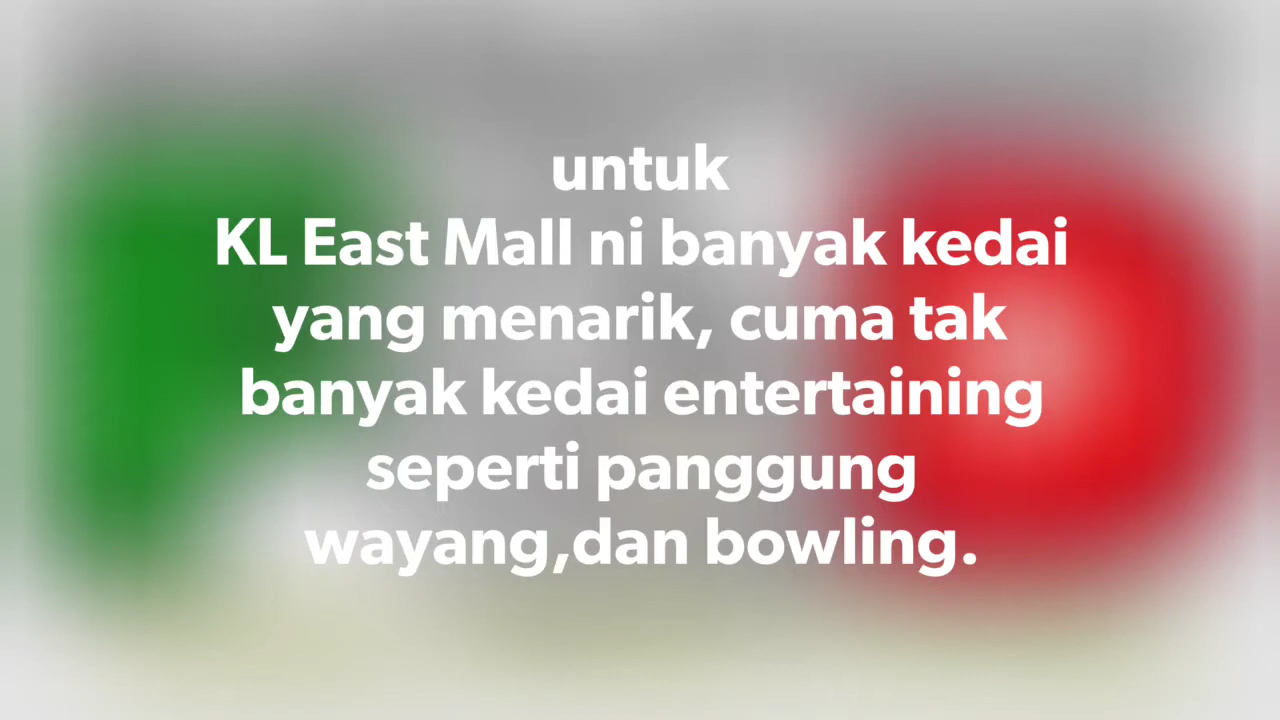 untuk
KL East Mall ni banyak kedai
yang menarik, cuma tak
banyak kedai entertaining
seperti panggung
wayang,dan bowling.